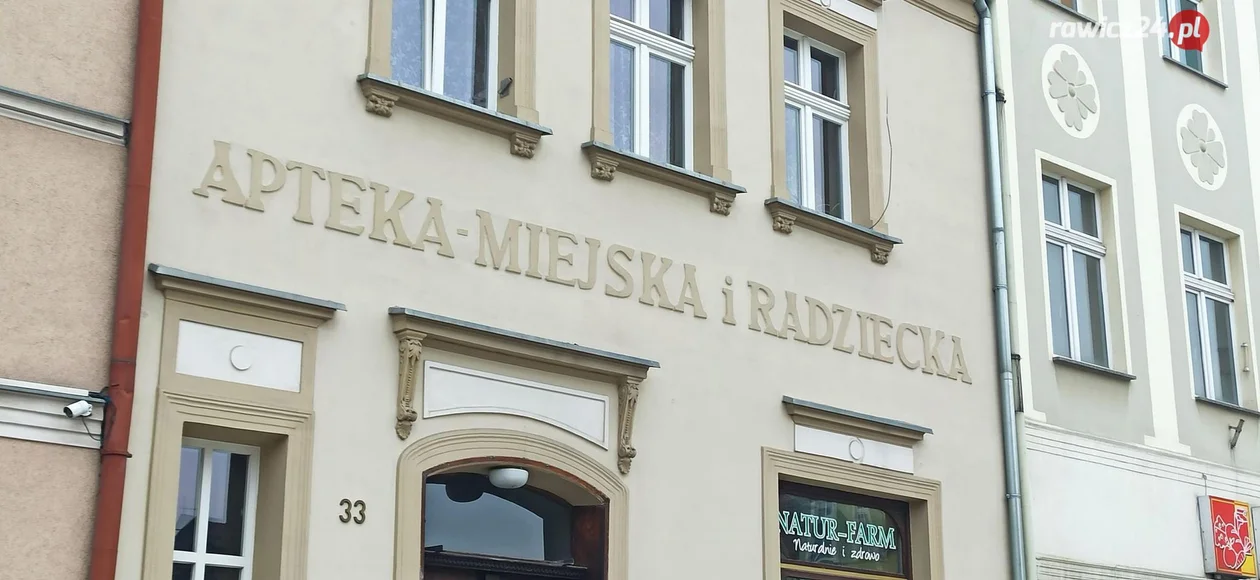 rawicz24.pl
APTEKA-MIEJSKA i RADZIECKA
33
NATUR-FARM
Naturalnie i zdrowo